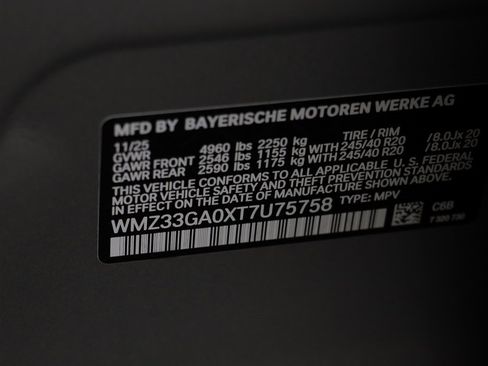 MFD BY BAYERISCHE MOTOREN WERKE AG
11/25 4960 lbs 2250 kg TIRE / RIM
GVWR
GAWR FRONT 2546 lbs 1155 kg WITH 245/40 R20 /8.0Jx 20
GAWR REAR 2590 lbs 1175 kg WITH 245/40 R20 /8.0Jx 20
THIS VEHICLE CONFORMS TO ALL APPLICABLE U.S. FEDERAL
MOTOR VEHICLE SAFETY AND THEFT PREVENTION STANDARDS
IN EFFECT ON THE DATE OF MANUFACTURE SHOWN ABOVE.
WMZ33GA0XT7U75758 TYPE: MPV
C6B